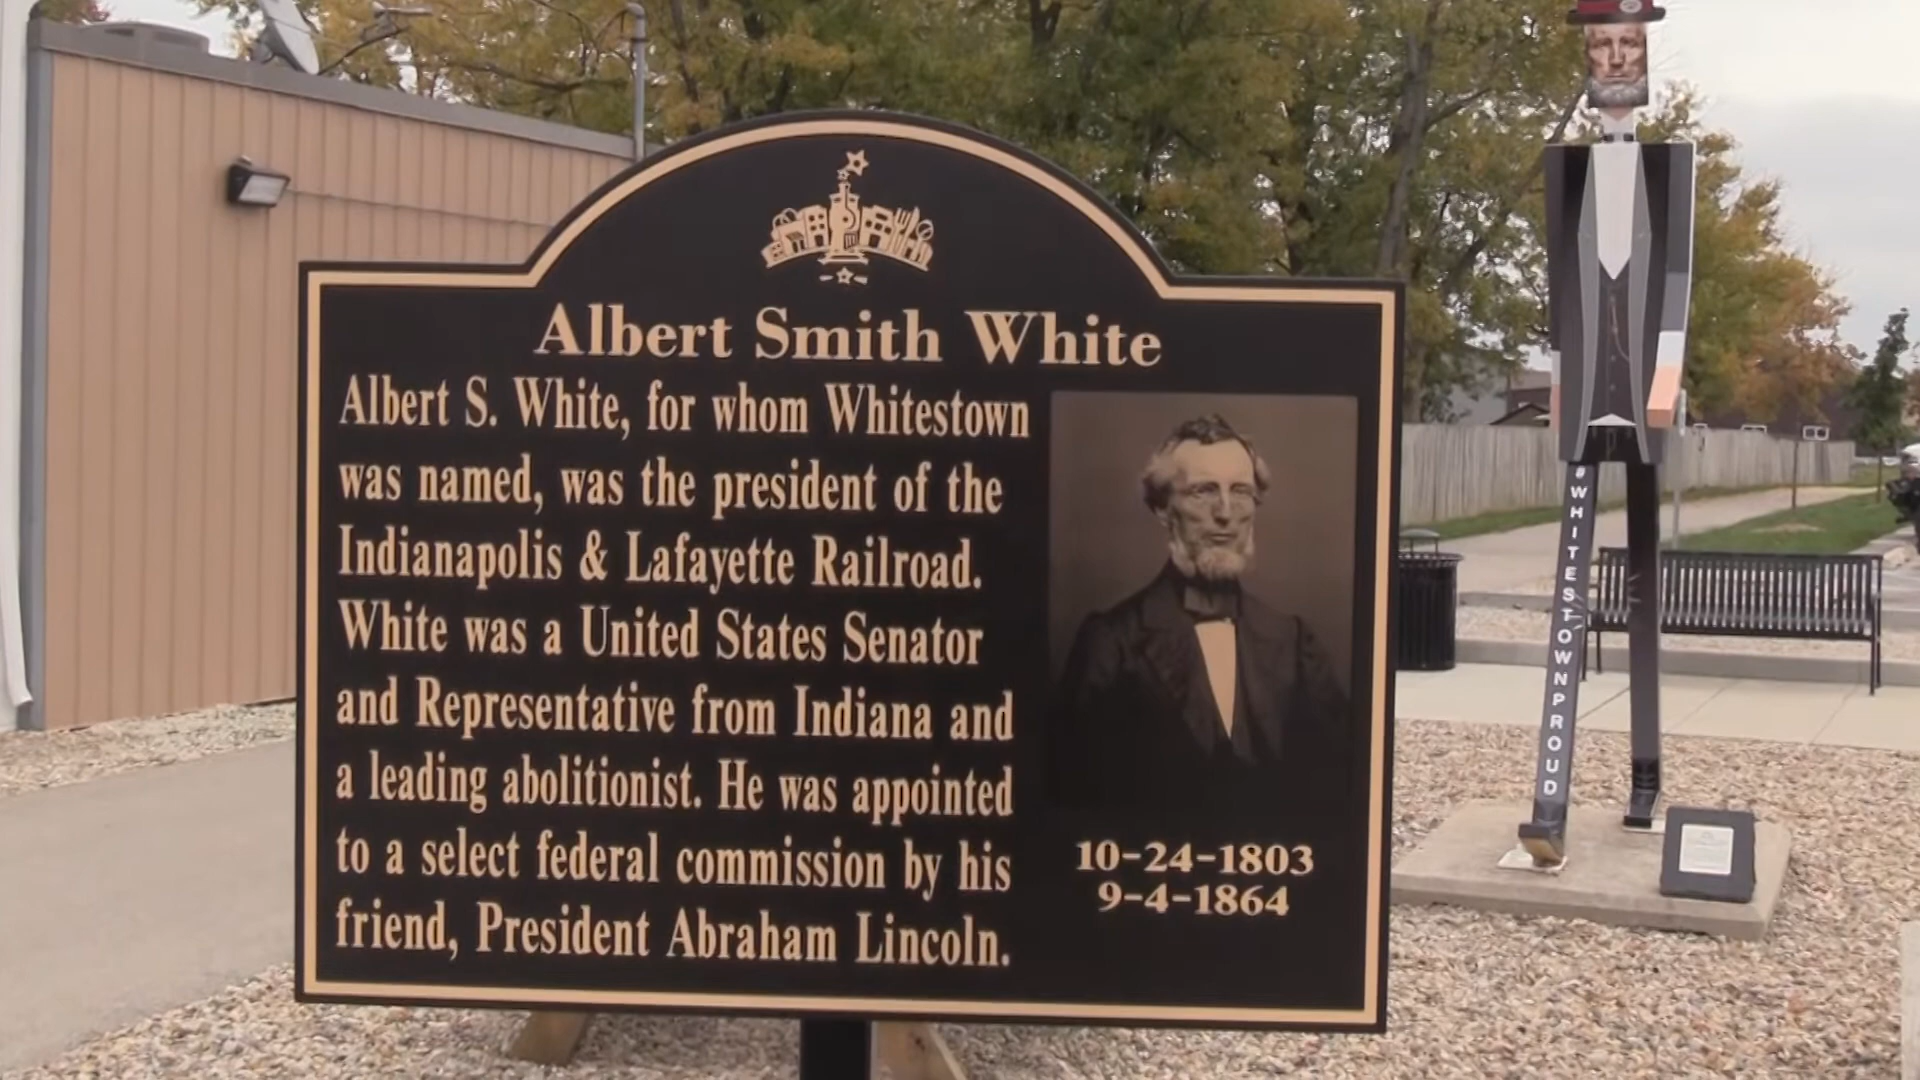 Albert Smith White
Albert S. White, for whom Whitestown
was named, was the president of the
Indianapolis & Lafayette Railroad.
White was a United States Senator
and Representative from Indiana and
a leading abolitionist. He was appointed
to a select federal commission by his
friend, President Abraham Lincoln.
10-24-1803
9-4-1864
#WHITESTOWNPROUD